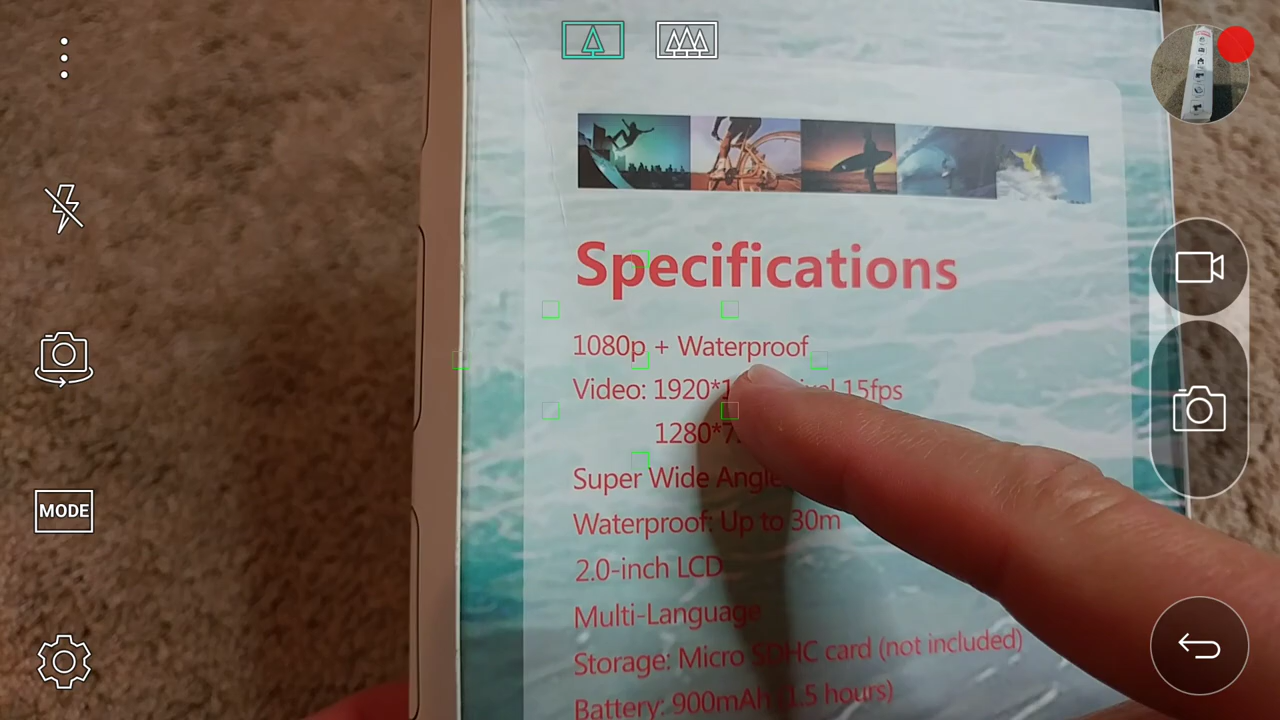 Specifications
1080p + Waterproof
Video: 1920*1 15fps
1280*7
Super Wide Angle
Waterproof: Up to 30m
2.0-inch LCD
Multi-Language
Storage: Micro SDHC card (not included)
Battery: 900mAh (1.5 hours)
MODE